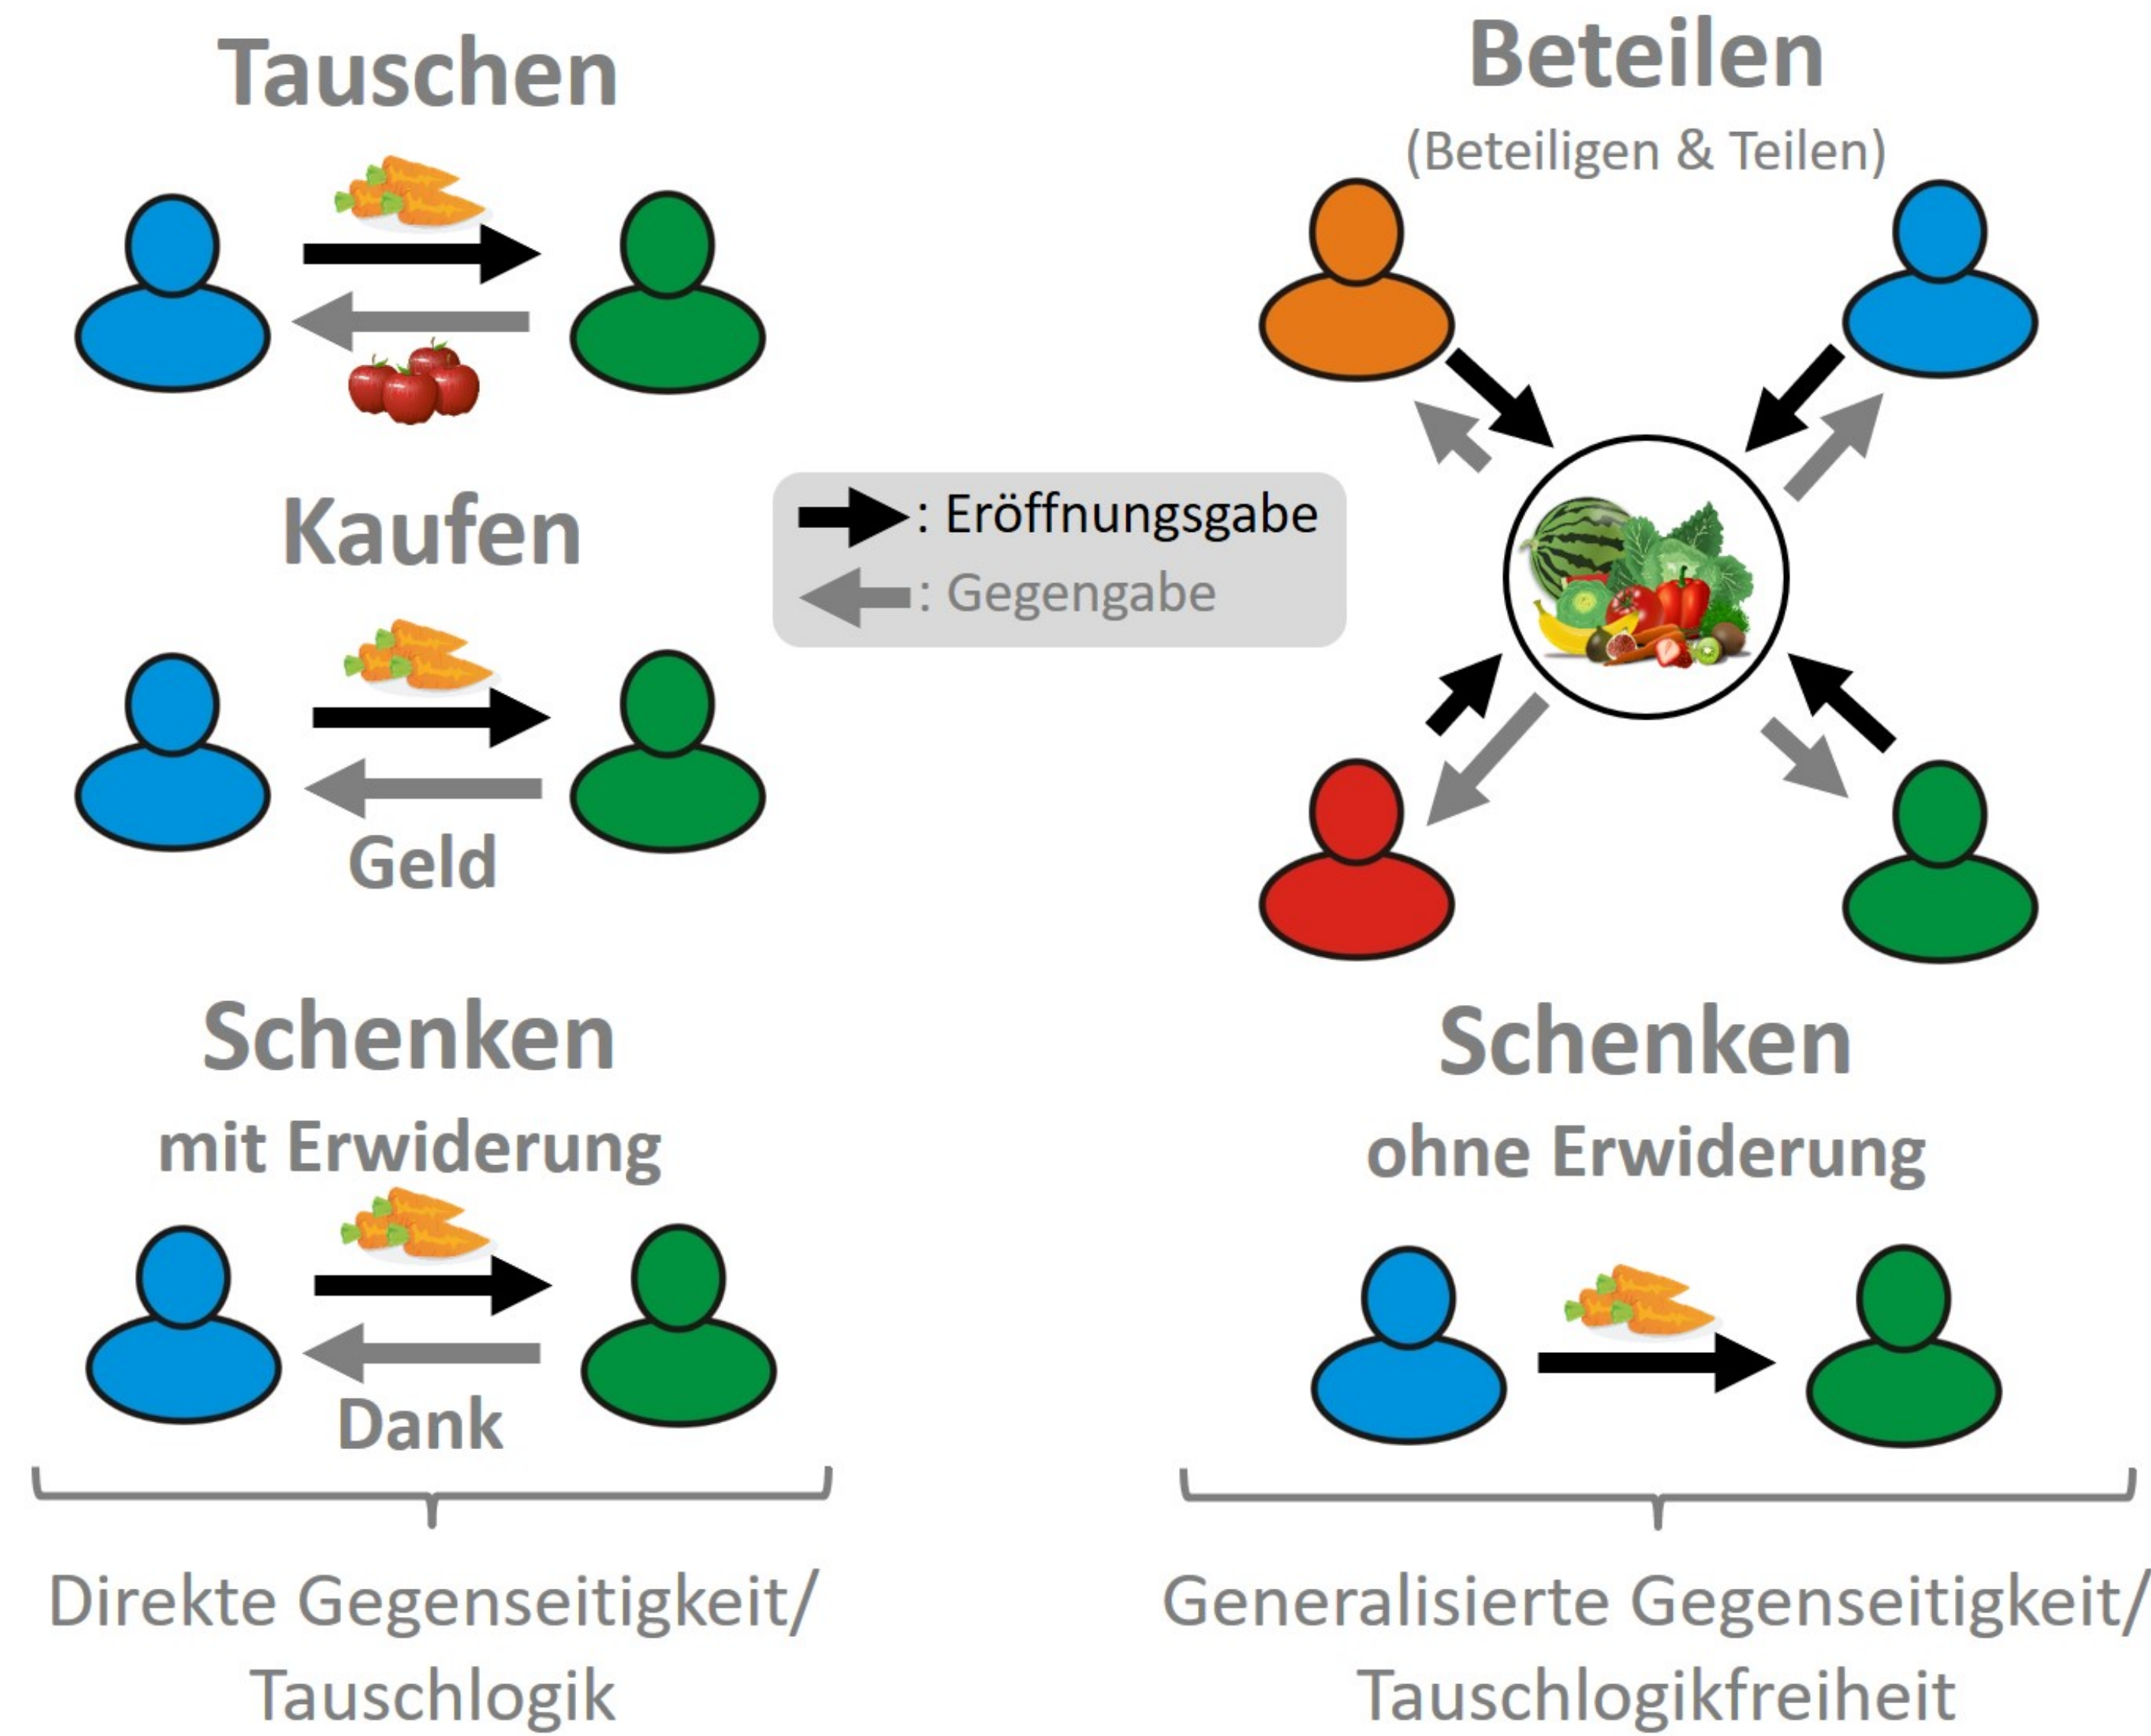 Tauschen
Kaufen
Geld
Schenken
mit Erwiderung
Dank
Direkte Gegenseitigkeit/
Tauschlogik
: Eröffnungsgabe
: Gegengabe
Beteilen
(Beteiligen & Teilen)
Schenken
ohne Erwiderung
Generalisierte Gegenseitigkeit/
Tauschlogikfreiheit